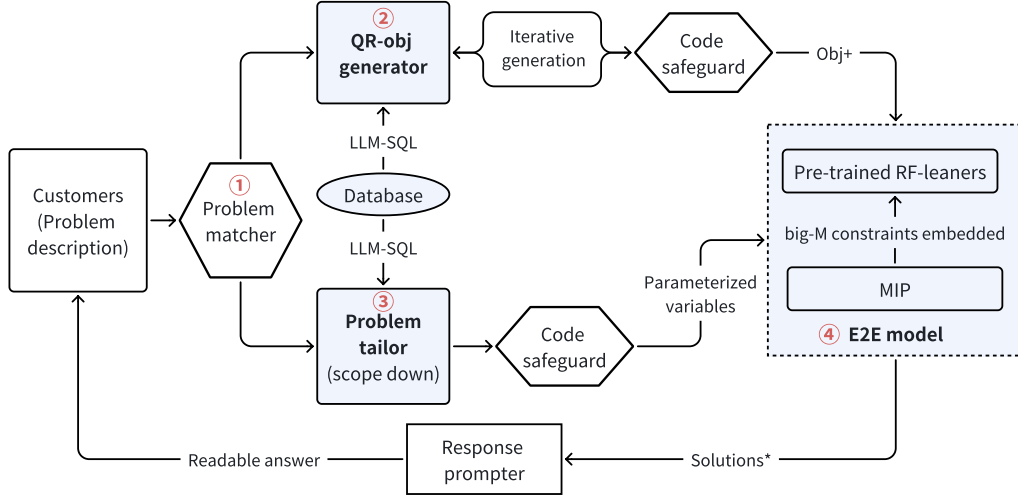 ②
QR-obj
generator
Iterative
generation
Code
safeguard
Obj+
LLM-SQL
Database
LLM-SQL
Customers
(Problem
description)
①
Problem
matcher
③
Problem
tailor
(scope down)
Code
safeguard
Parameterized
variables
Pre-trained RF-leaners
big-M constraints embedded
MIP
④ E2E model
Solutions*
Response
prompter
Readable answer